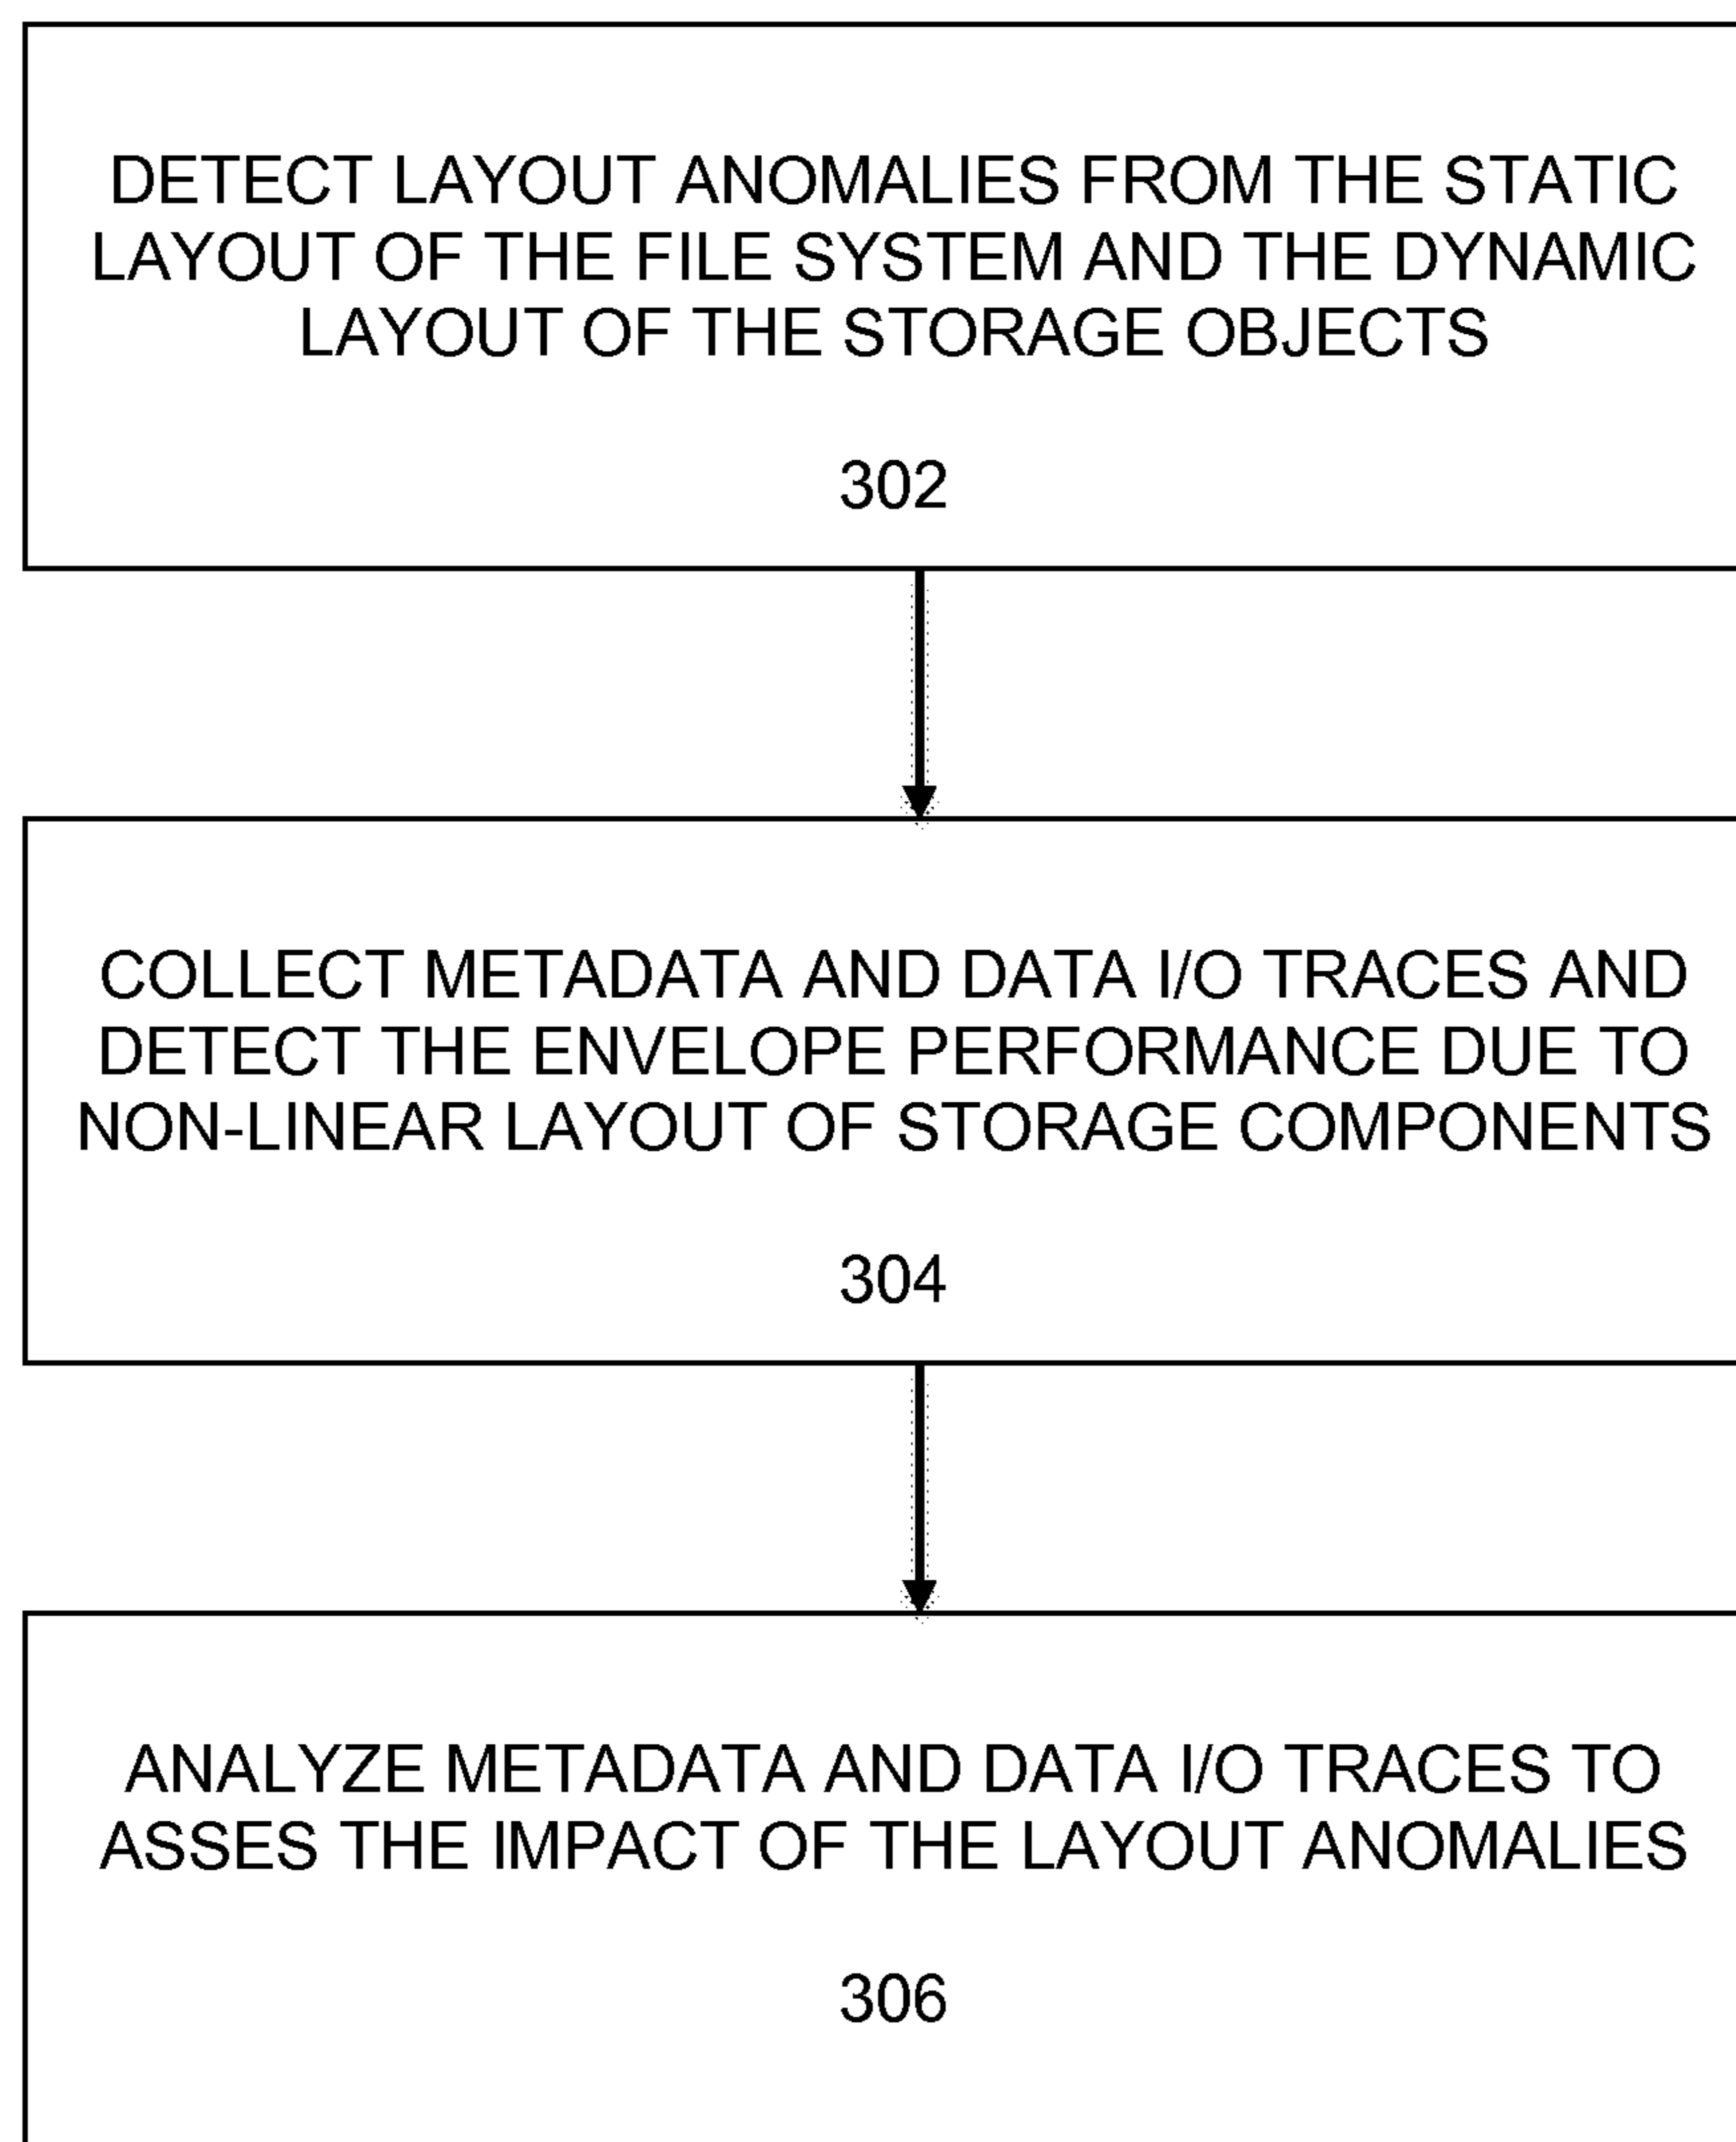 DETECT LAYOUT ANOMALIES FROM THE STATIC
LAYOUT OF THE FILE SYSTEM AND THE DYNAMIC
LAYOUT OF THE STORAGE OBJECTS
302
COLLECT METADATA AND DATA I/O TRACES AND
DETECT THE ENVELOPE PERFORMANCE DUE TO
NON-LINEAR LAYOUT OF STORAGE COMPONENTS
304
ANALYZE METADATA AND DATA I/O TRACES TO
ASSES THE IMPACT OF THE LAYOUT ANOMALIES
306